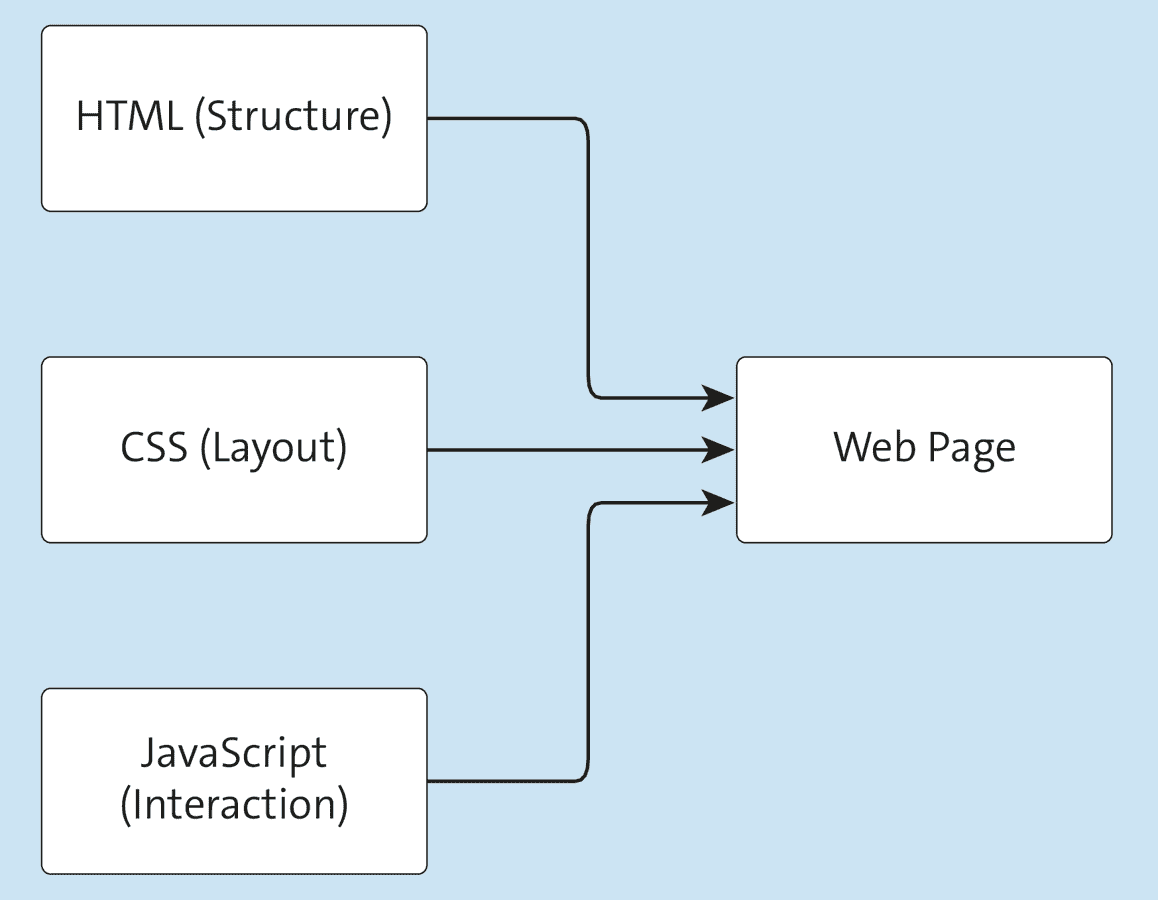 HTML (Structure)
CSS (Layout)
Web Page
JavaScript
(Interaction)